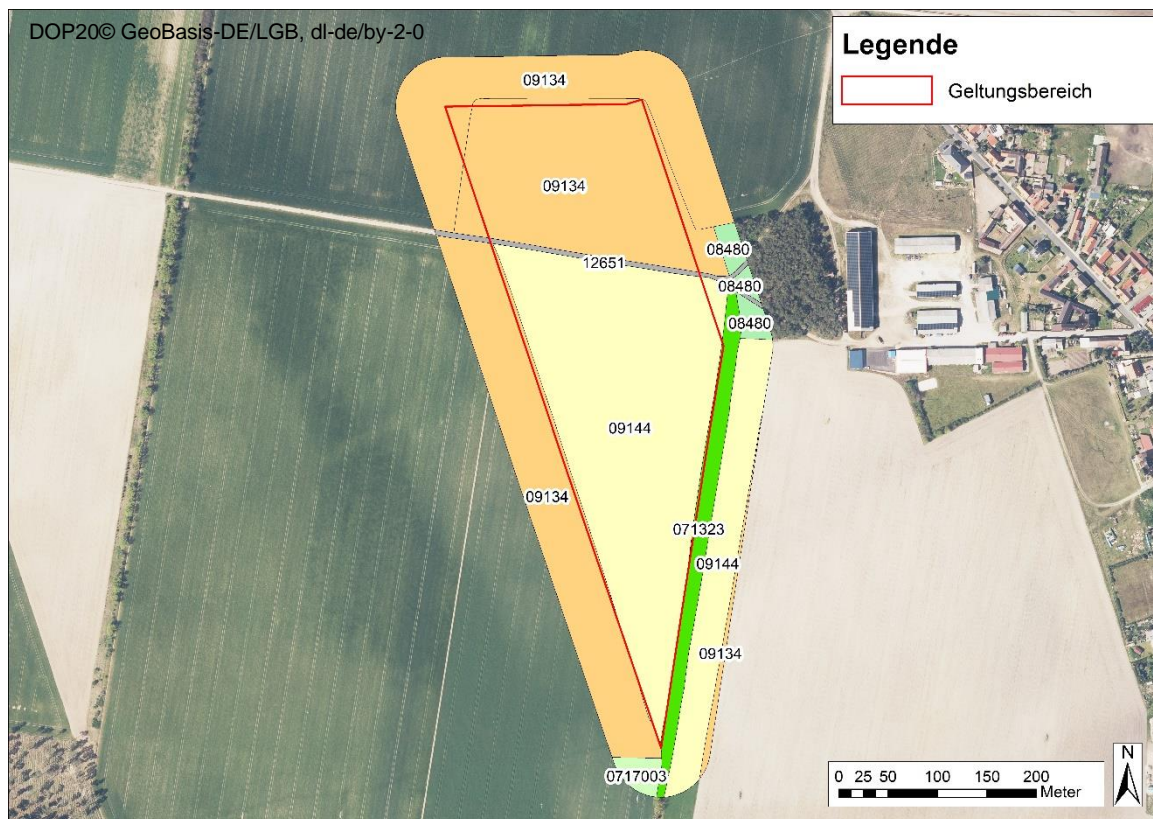 DOP20© GeoBasis-DE/LGB, dl-de/by-2-0
Legende
Geltungsbereich
09134
09134
08480
12651
08480
08480
09144
09134
071323
09144
09134
0717003
0 25 50 100 150 200
Meter
N